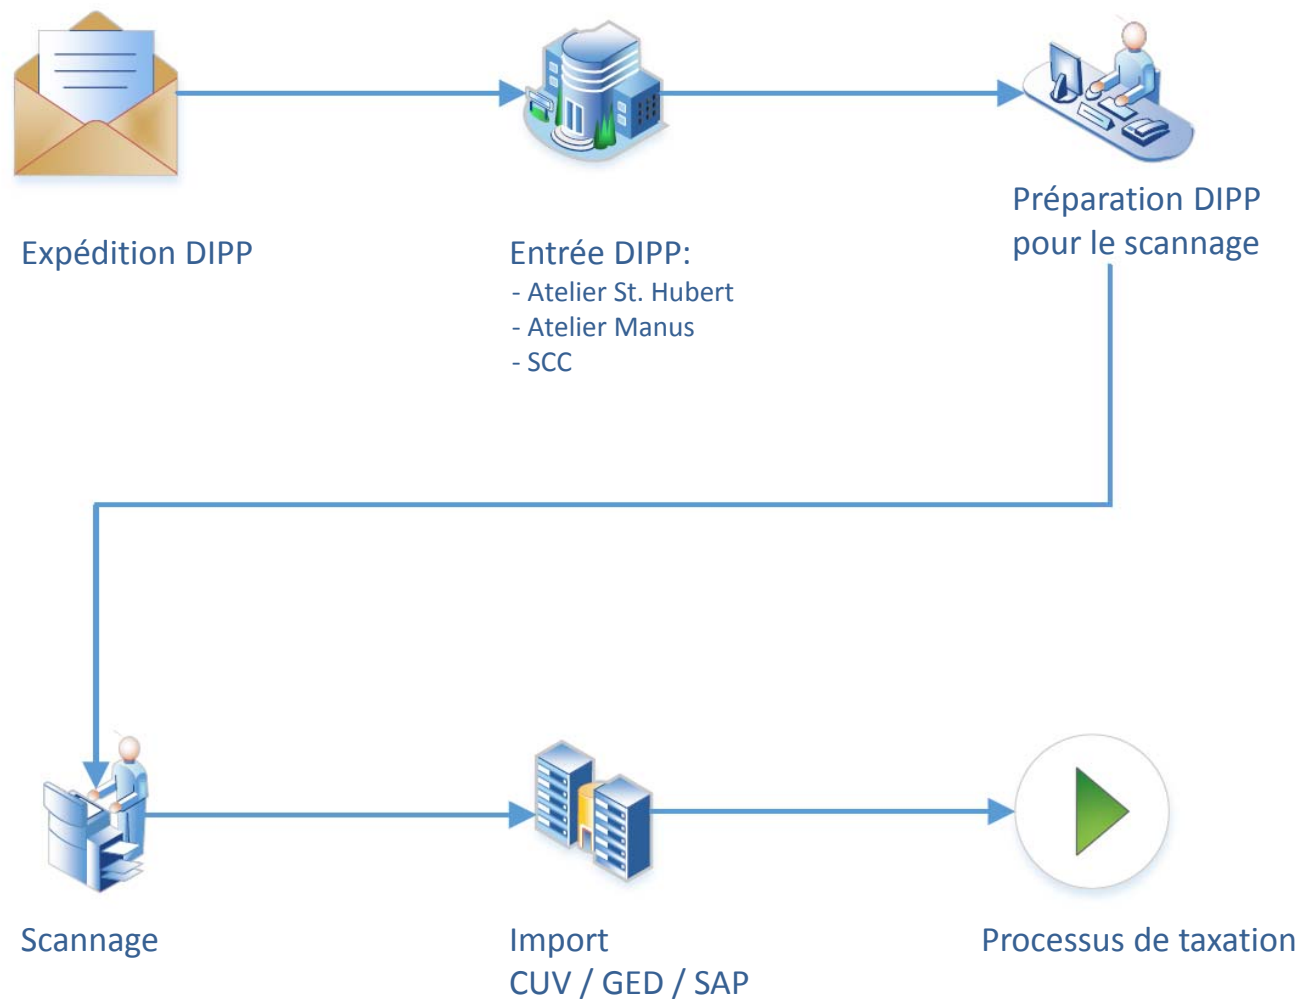 Expédition DIPP
Entrée DIPP:
- Atelier St. Hubert
- Atelier Manus
- SCC
Préparation DIPP
pour le scannage
Scannage
Import
CUV / GED / SAP
Processus de taxation